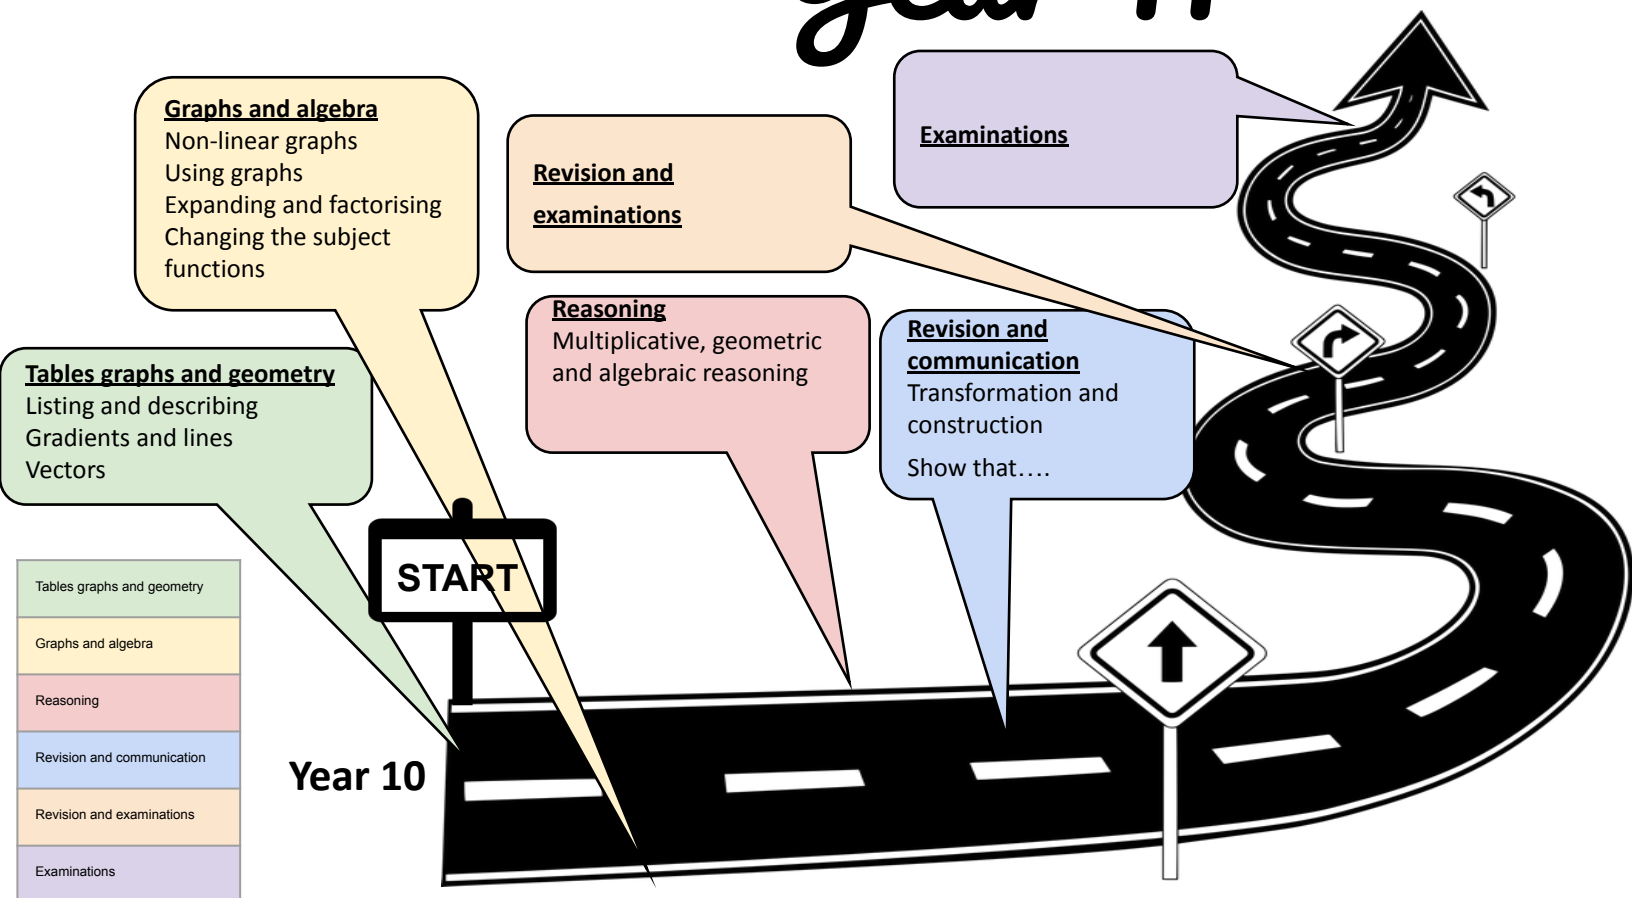 year 11
Graphs and algebra
Non-linear graphs
Using graphs
Expanding and factorising
Changing the subject
functions
Revision and
examinations
Examinations
Tables graphs and geometry
Listing and describing
Gradients and lines
Vectors
Reasoning
Multiplicative, geometric
and algebraic reasoning
Revision and
communication
Transformation and
construction
Show that….
START
Year 10
Tables graphs and geometry
Graphs and algebra
Reasoning
Revision and communication
Revision and examinations
Examinations